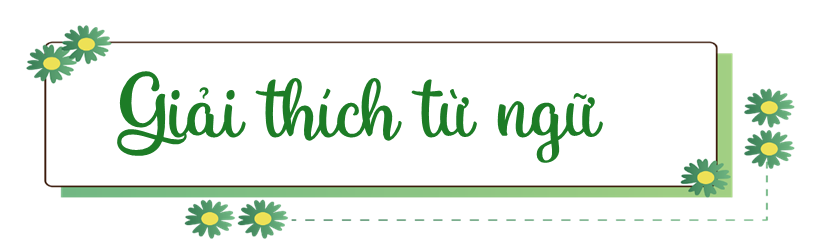 Giải thích từ ngữ